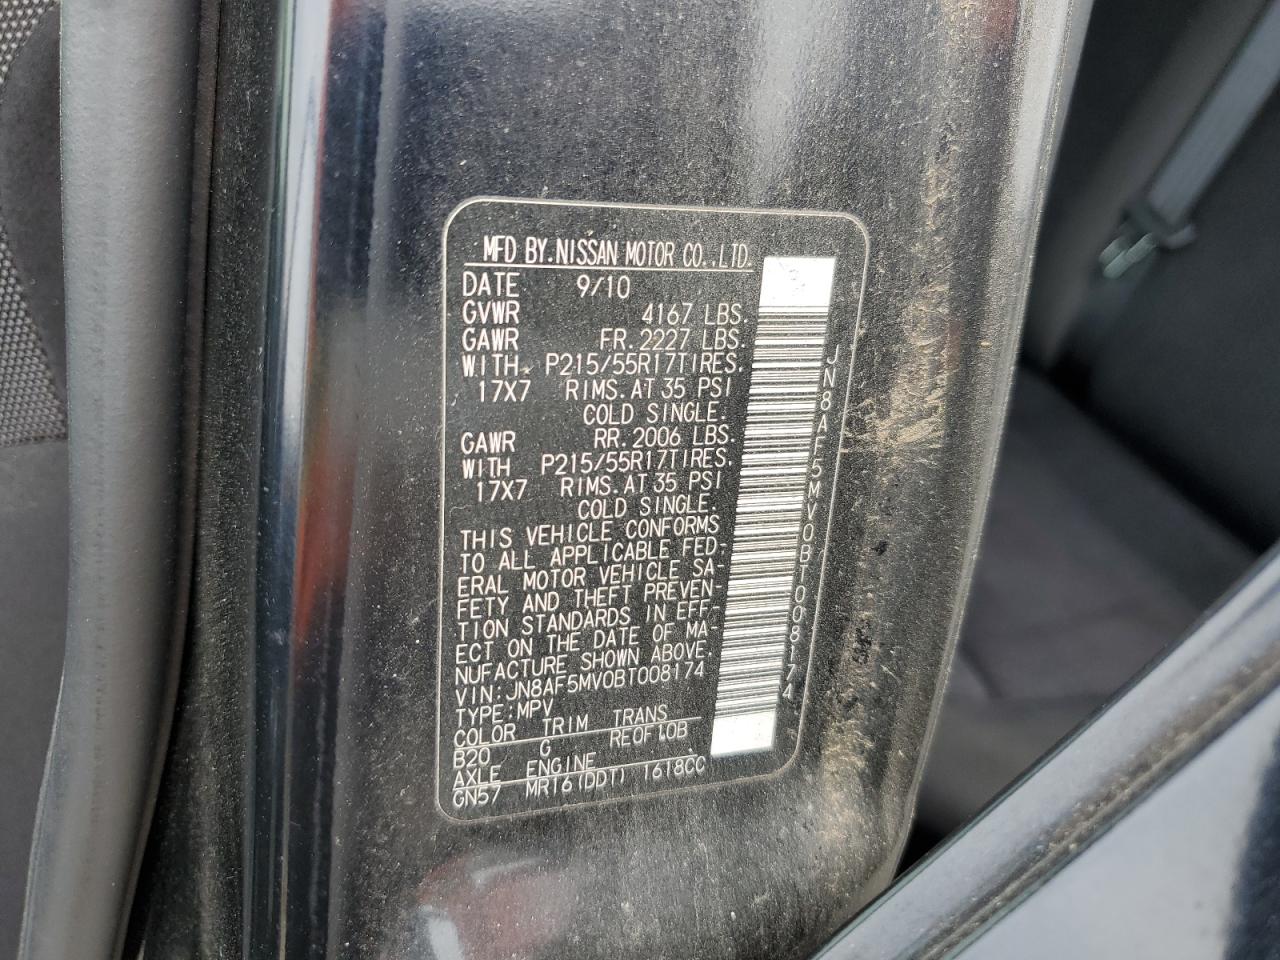 MFD BY.NISSAN MOTOR CO.,LTD.
DATE 9/10
GVWR 4167 LBS.
GAWR FR.2227 LBS.
WITH P215/55R17TIRES.
17X7 RIMS.AT 35 PSI
COLD SINGLE.
GAWR RR.2006 LBS.
WITH P215/55R17TIRES.
17X7 RIMS.AT 35 PSI
COLD SINGLE.
THIS VEHICLE CONFORMS
TO ALL APPLICABLE FED-
ERAL MOTOR VEHICLE SA-
FETY AND THEFT PREVEN-
TION STANDARDS IN EFF-
ECT ON THE DATE OF MA-
NUFACTURE SHOWN ABOVE.
VIN:JN8AF5MV0BT008174
TYPE:MPV
COLOR TRIM TRANS
B20 G RE0F10B
AXLE ENGINE
GN57 MR16(DDT) 1618CC
JN8AF5MV0BT008174